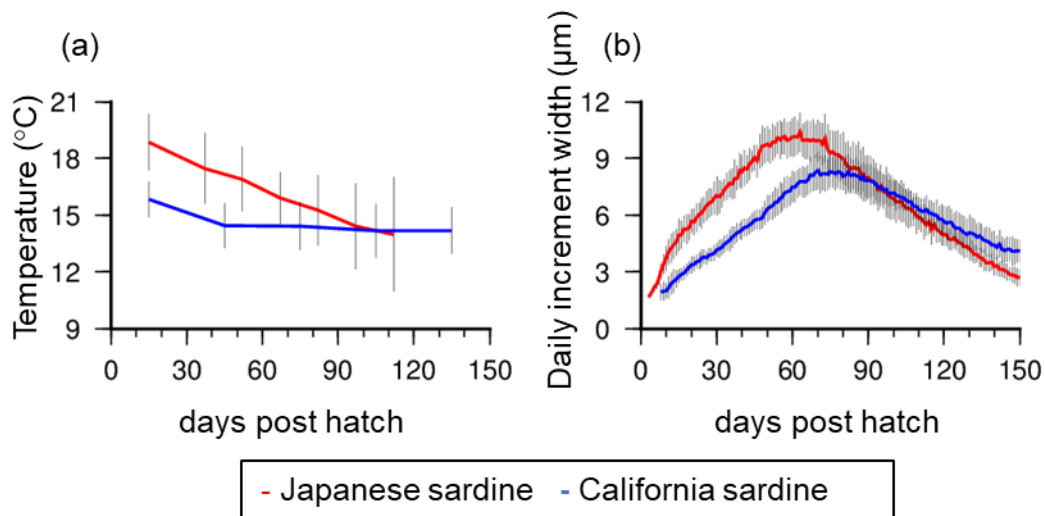 (a)
Temperature (°C)
21
18
15
12
9
0 30 60 90 120 150
days post hatch
(b)
Daily increment width (µm)
12
9
6
3
0
0 30 60 90 120 150
days post hatch
- Japanese sardine - California sardine